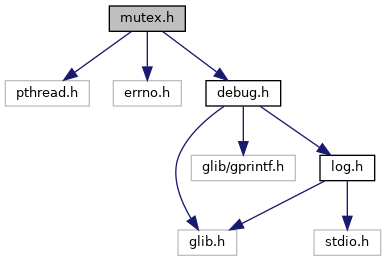 mutex.h
pthread.h
errno.h
debug.h
glib/gprintf.h
log.h
glib.h
stdio.h